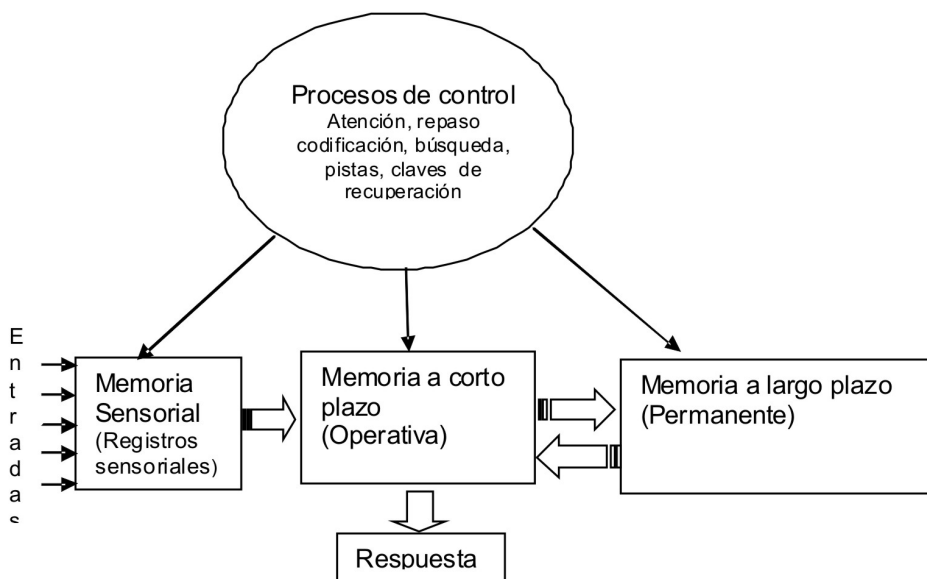 Procesos de control
Atención, repaso
codificación, búsqueda,
pistas, claves de
recuperación
Entradas
Memoria
Sensorial
(Registros
sensoriales)
Memoria a corto
plazo
(Operativa)
Memoria a largo plazo
(Permanente)
Respuesta